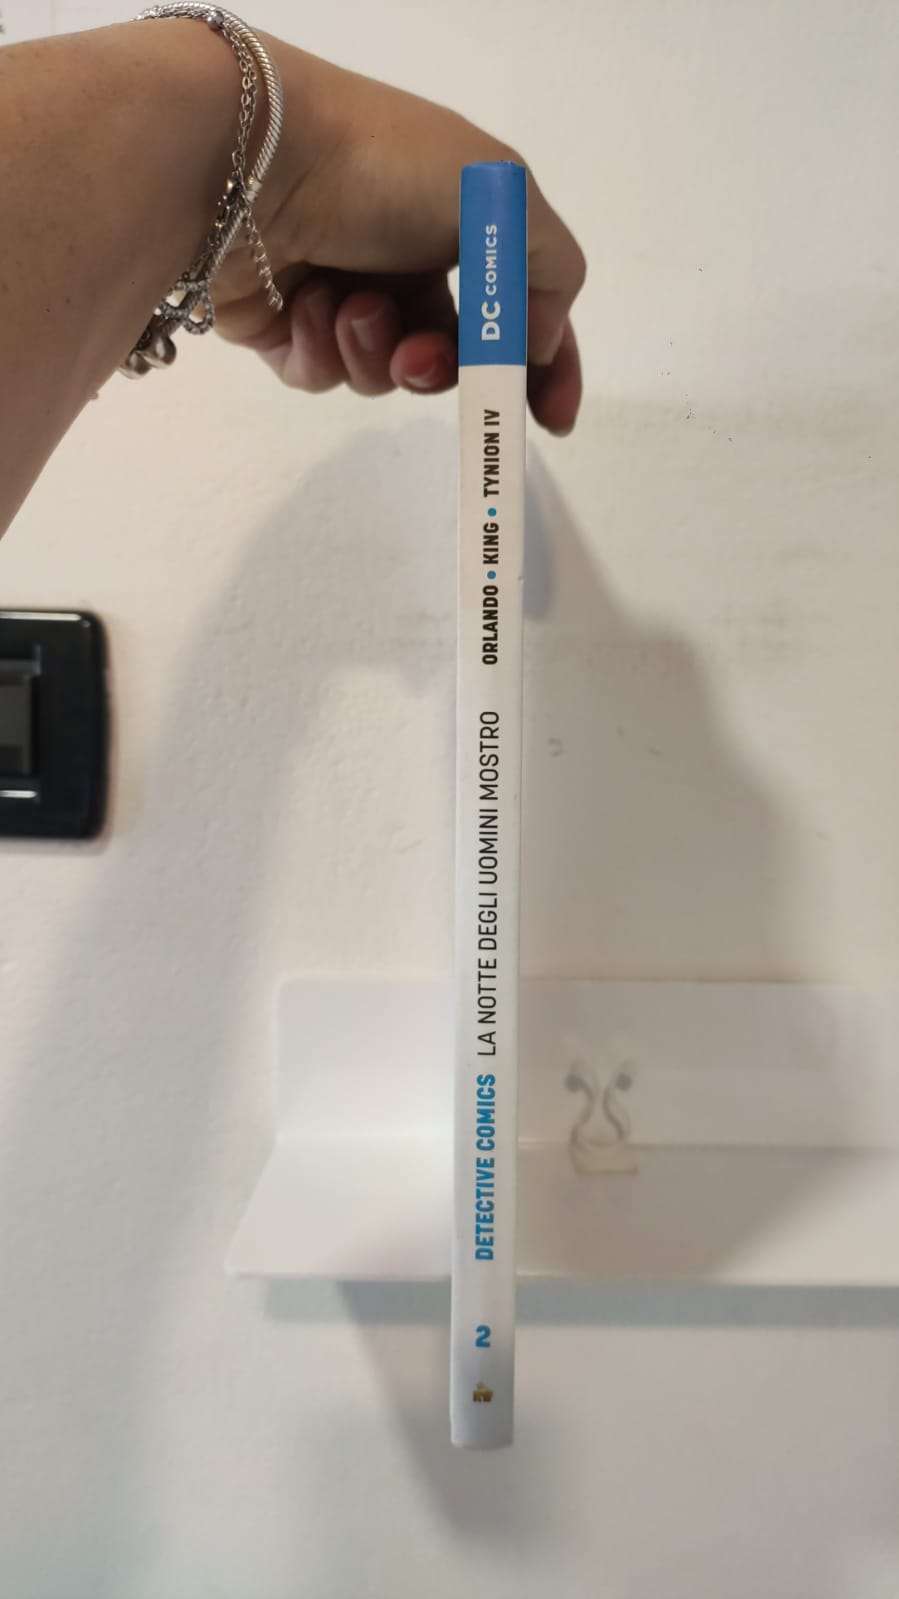 2 DETECTIVE COMICS LA NOTTE DEGLI UOMINI MOSTRO ORLANDO • KING • TYNION IV DC COMICS